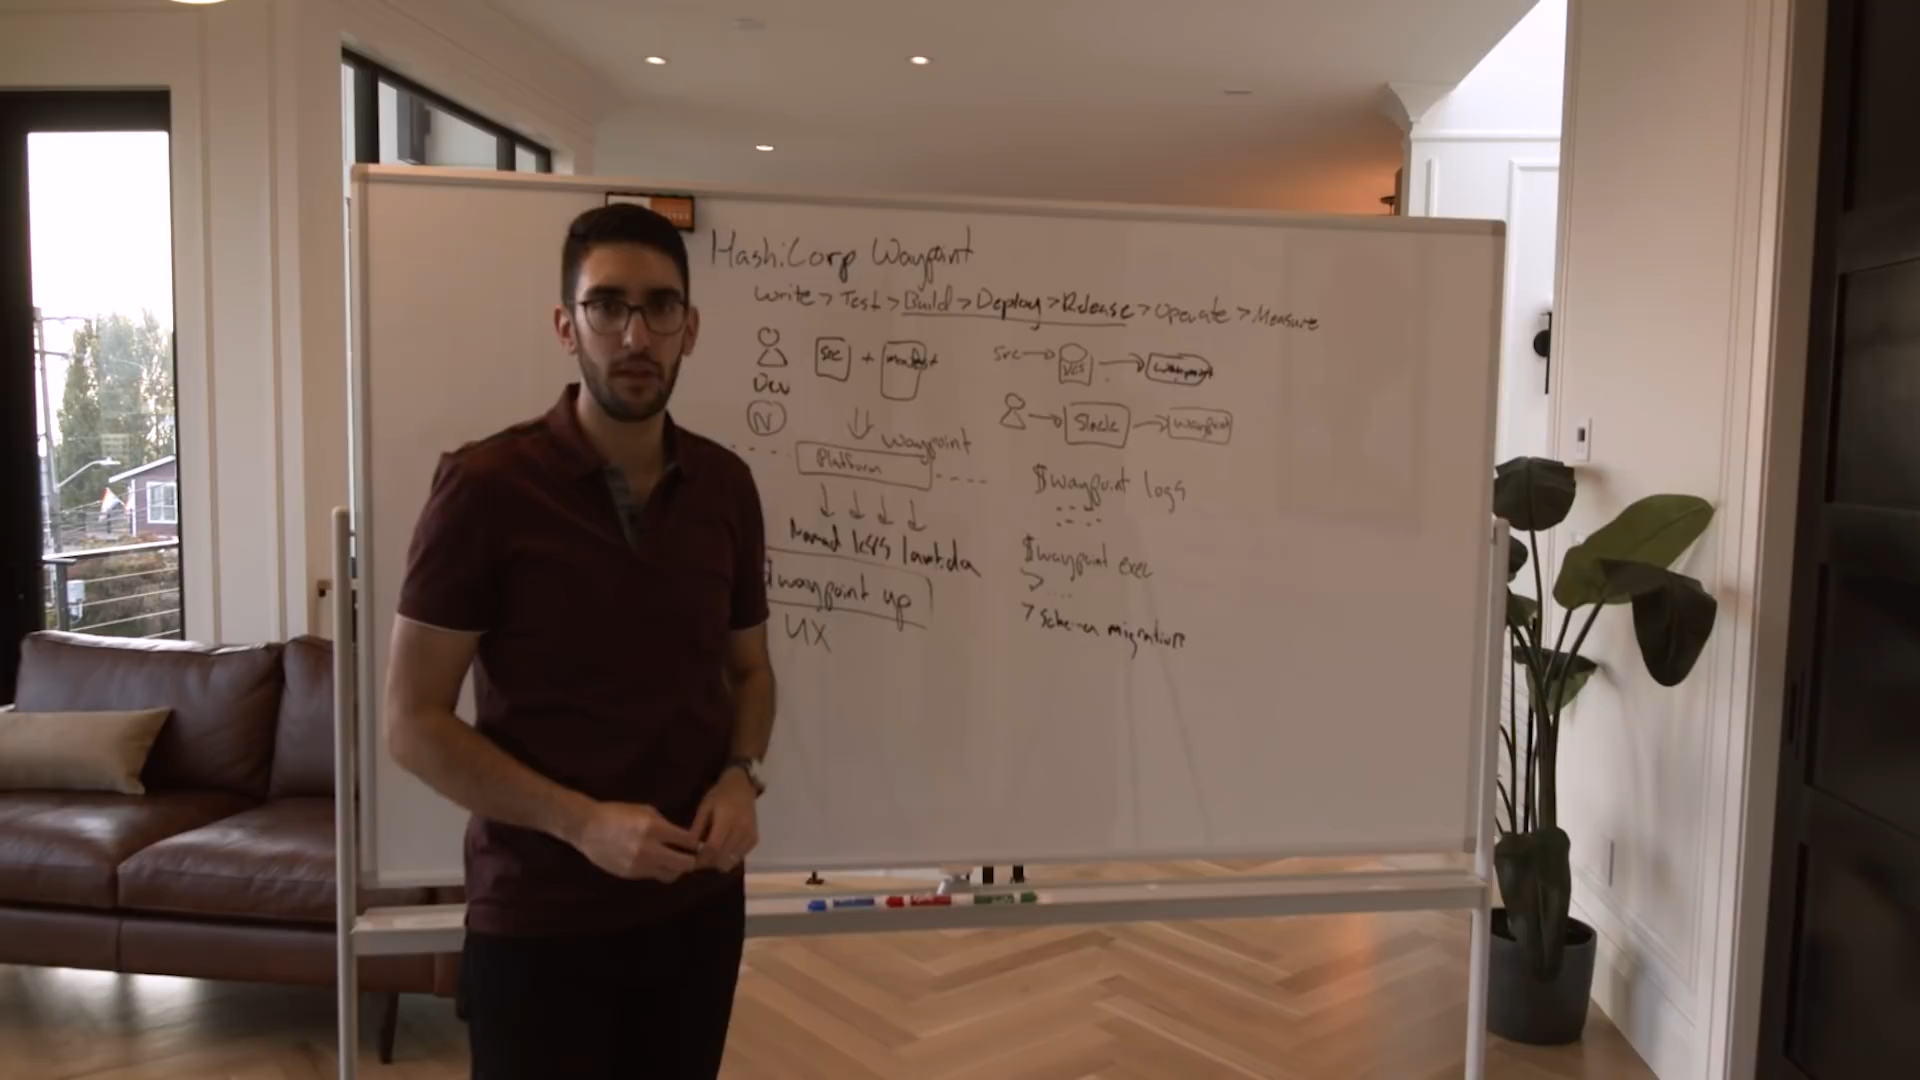 HashiCorp Waypoint
Write > Test > Build > Deploy > Release > Operate > Measure
src + manifest
Dev
N
waypoint
Platform
Nomad k8s lambda
$ waypoint up
UX
src → VCS → waypoint
Slack → waypoint
$ waypoint logs
$ waypoint exec
>
> Schema migration